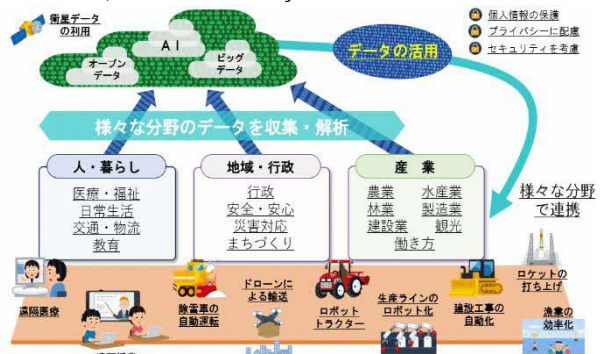 衛星データ
の利用
AI
オープン
データ
ビッグ
データ
データの活用
個人情報の保護
プライバシーに配慮
セキュリティを考慮
様々な分野のデータを収集・解析
人・暮らし
医療・福祉
日常生活
交通・物流
教育
地域・行政
行政
安全・安心
災害対応
まちづくり
産業
農業 水産業
林業 製造業
建設業 観光
働き方
様々な分野
で連携
遠隔医療
除雪車の
自動運転
ドローン
による輸送
ロボット
トラクター
生産ラインの
ロボット化
建設工事の
自動化
ロケットの
打ち上げ
漁業の
効率化